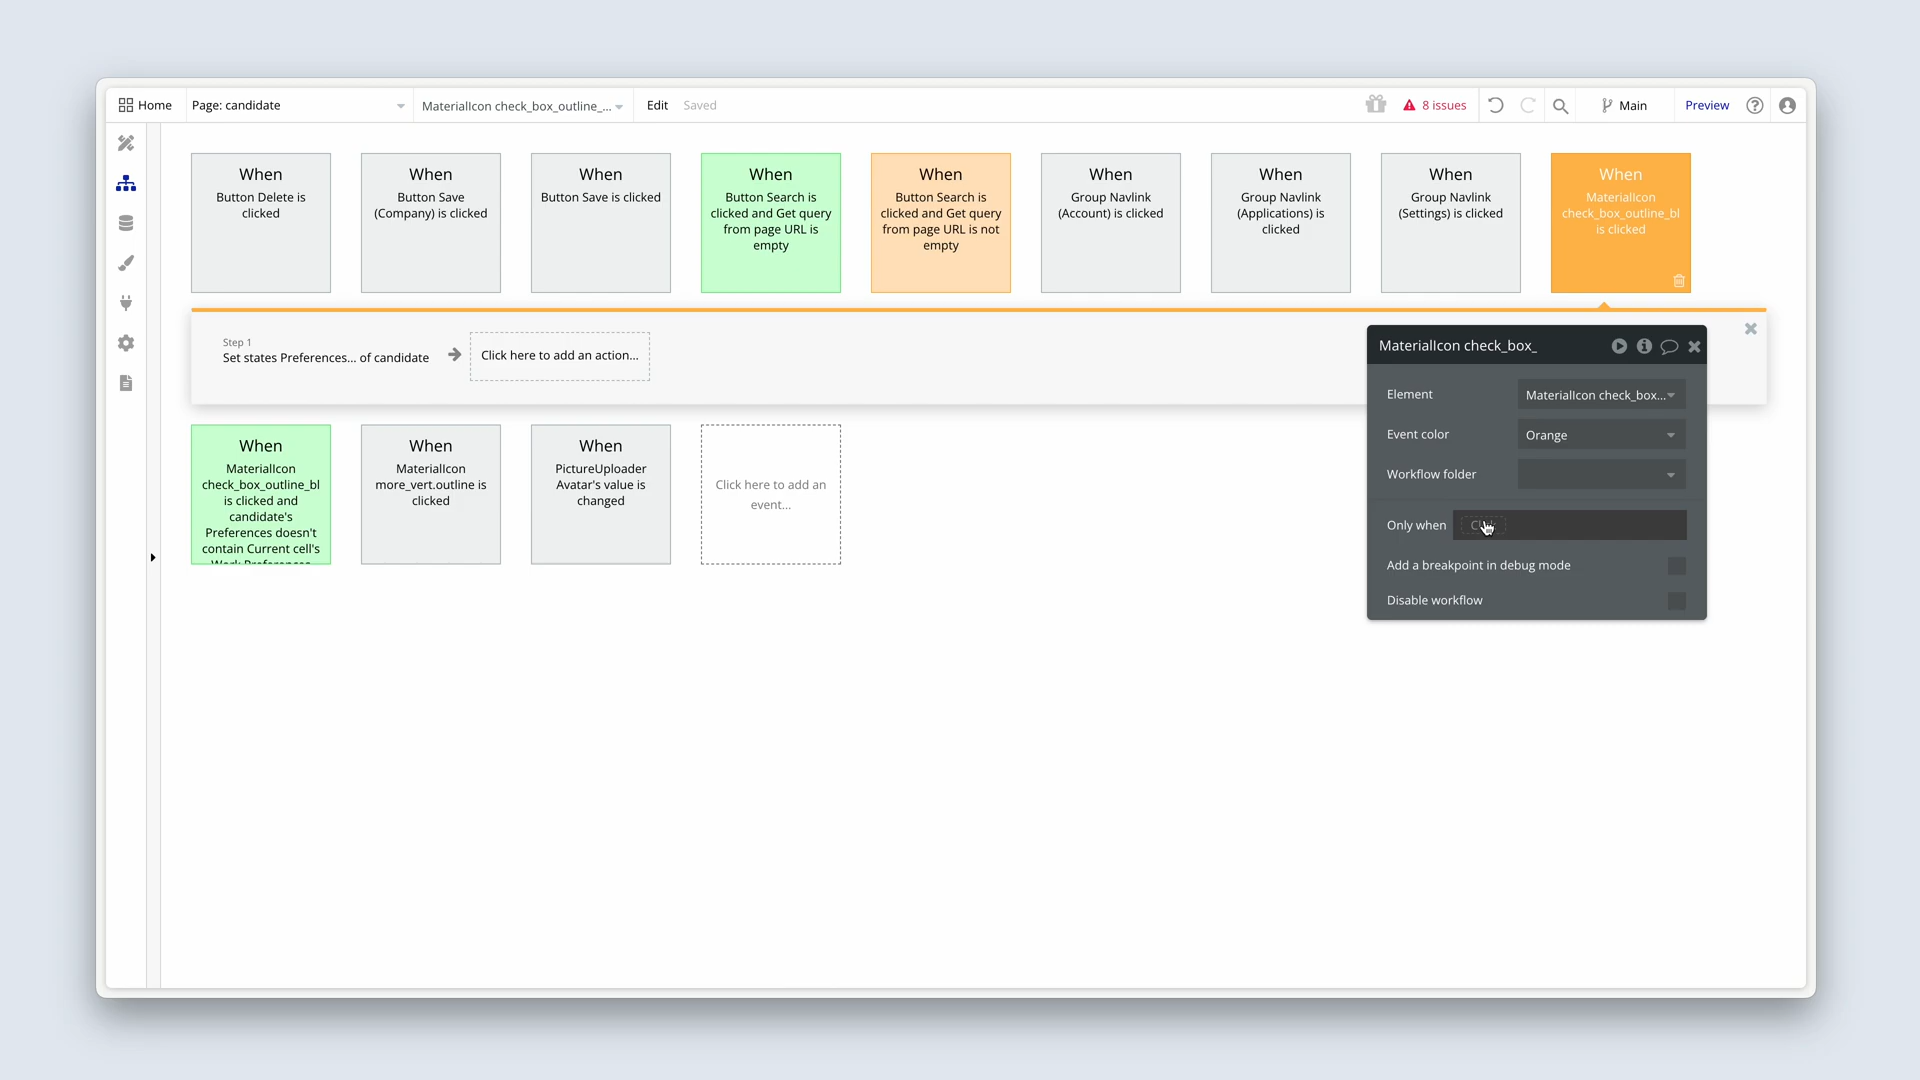 Home
Page: candidate
MaterialIcon check_box_outline_...
Edit
Saved
8 issues
Main
Preview
When
Button Delete is
clicked
When
Button Save
(Company) is clicked
When
Button Save is clicked
When
Button Search is
clicked and Get query
from page URL is
empty
When
Button Search is
clicked and Get query
from page URL is not
empty
When
Group Navlink
(Account) is clicked
When
Group Navlink
(Applications) is
clicked
When
Group Navlink
(Settings) is clicked
When
MaterialIcon
check_box_outline_bl
is clicked
Step 1
Set states Preferences... of candidate
Click here to add an action...
MaterialIcon check_box_
Element
MaterialIcon check_box...
Event color
Orange
Workflow folder
Only when
Add a breakpoint in debug mode
Disable workflow
When
MaterialIcon
check_box_outline_bl
is clicked and
candidate's
Preferences doesn't
contain Current cell's
Work Preferences
When
MaterialIcon
more_vert.outline is
clicked
When
PictureUploader
Avatar's value is
changed
Click here to add an
event...